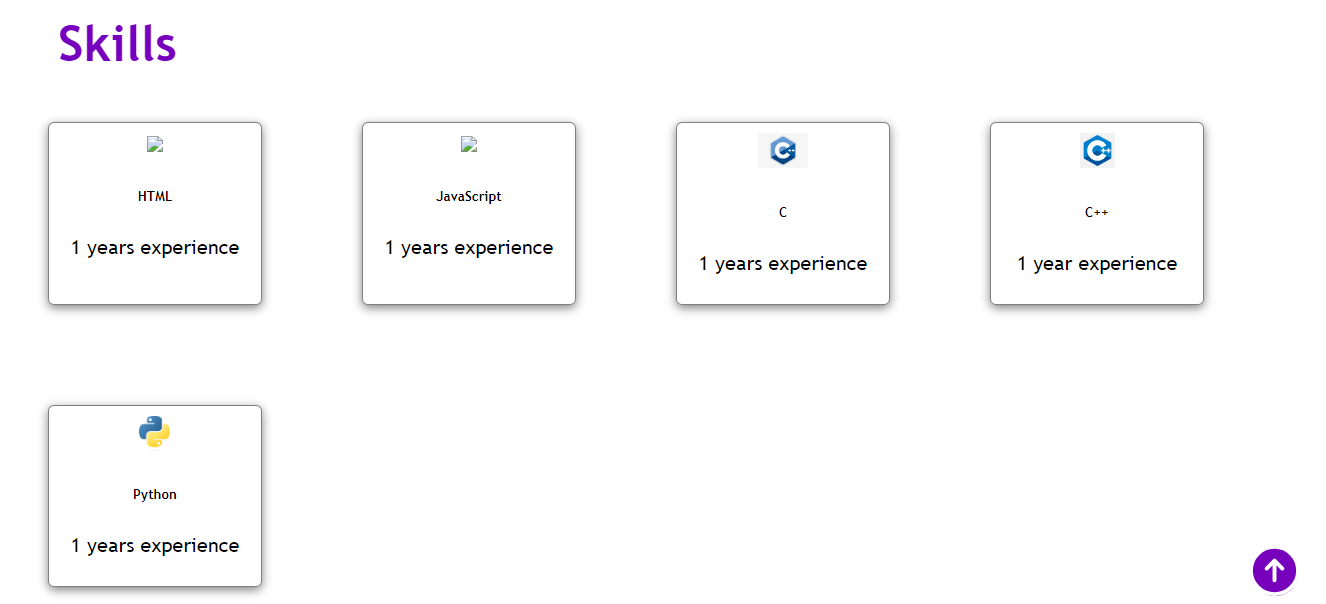 Skills
HTML
1 years experience
JavaScript
1 years experience
C
1 years experience
C++
1 year experience
Python
1 years experience